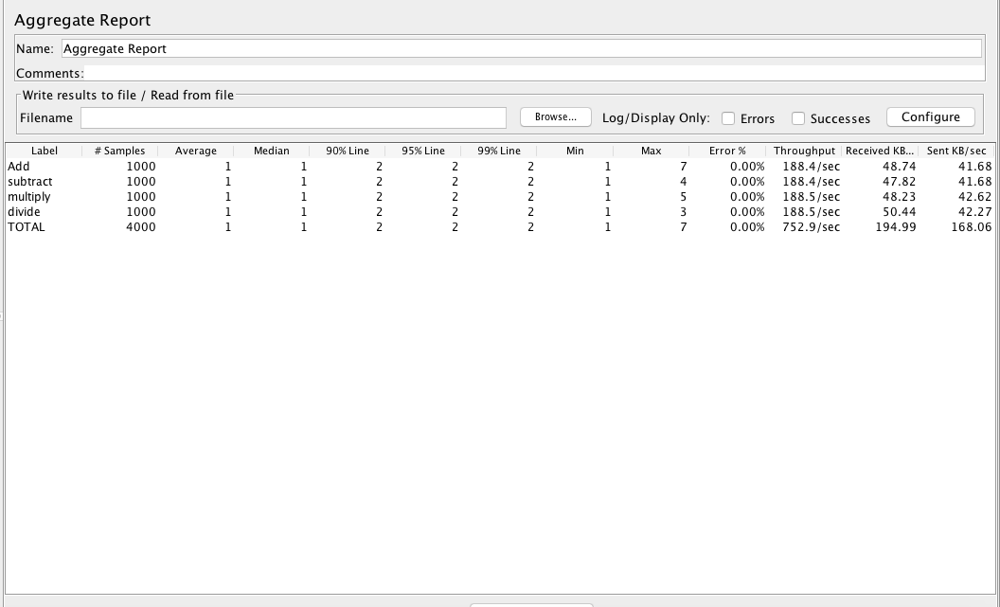 Aggregate Report
Name: Aggregate Report
Comments:
Write results to file / Read from file
Filename Browse... Log/Display Only: Errors Successes Configure
Label # Samples Average Median 90% Line 95% Line 99% Line Min Max Error % Throughput Received KB... Sent KB/sec
Add 1000 1 1 2 2 2 1 7 0.00% 188.4/sec 48.74 41.68
subtract 1000 1 1 2 2 2 1 4 0.00% 188.4/sec 47.82 41.68
multiply 1000 1 1 2 2 2 1 5 0.00% 188.5/sec 48.23 42.62
divide 1000 1 1 2 2 2 1 3 0.00% 188.5/sec 50.44 42.27
TOTAL 4000 1 1 2 2 2 1 7 0.00% 752.9/sec 194.99 168.06